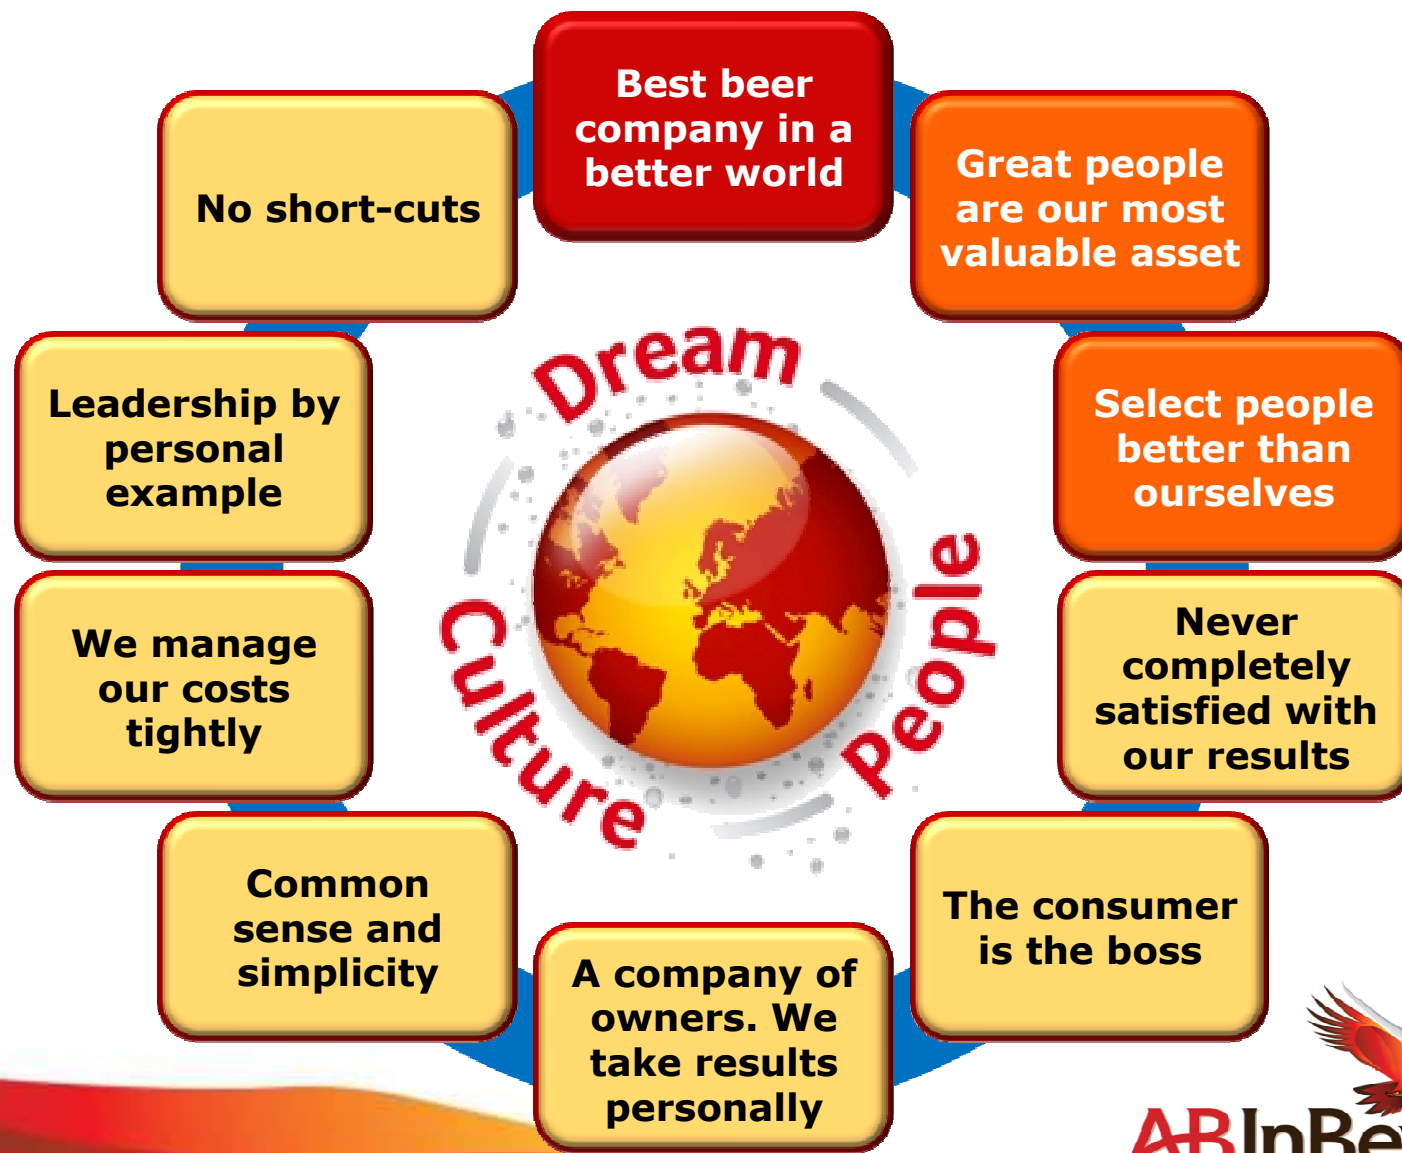 Best beer
company in a
better world
Great people
are our most
valuable asset
Select people
better than
ourselves
Never
completely
satisfied with
our results
The consumer
is the boss
A company of
owners. We
take results
personally
Common
sense and
simplicity
We manage
our costs
tightly
Leadership by
personal
example
No short-cuts
Dream
People
Culture
ABInBev